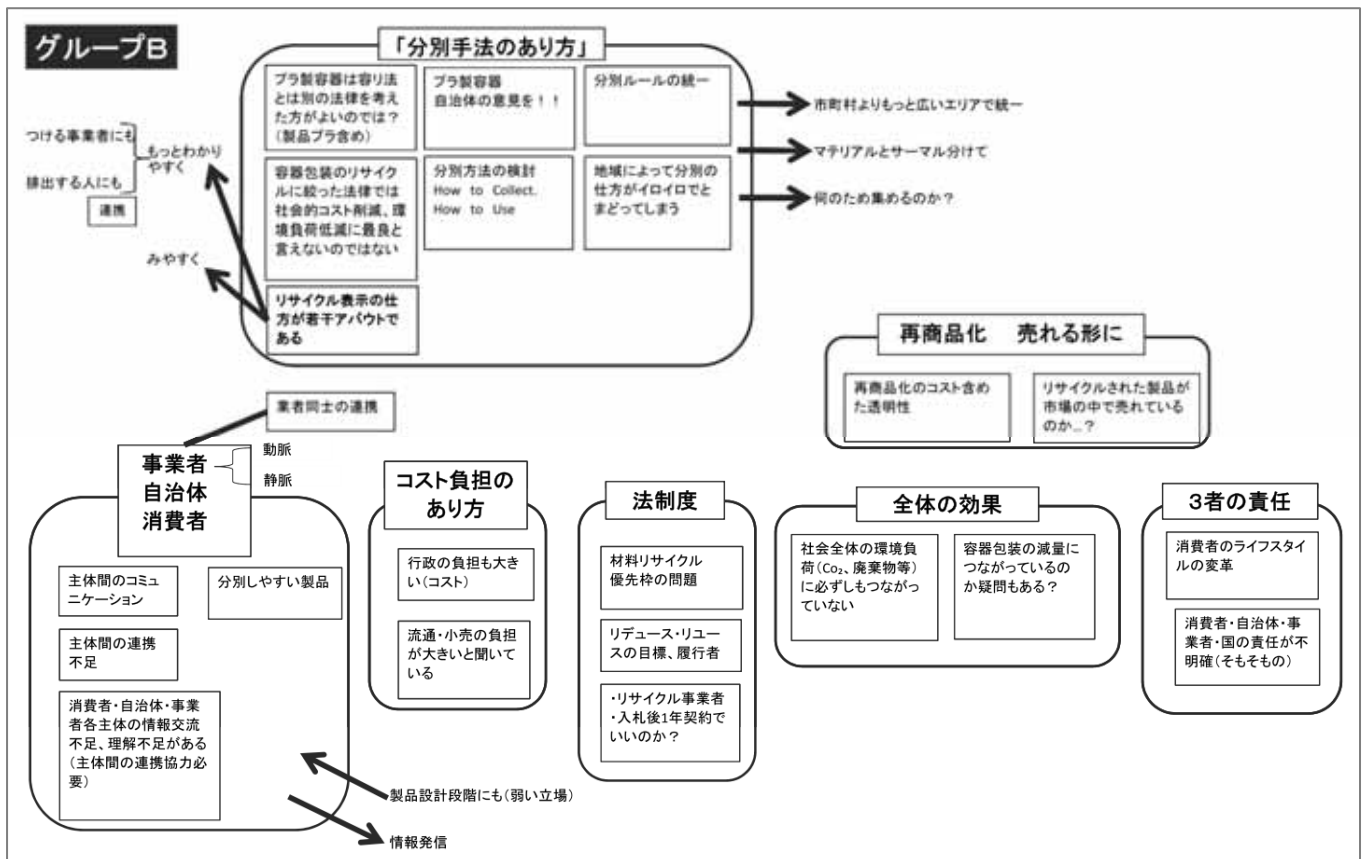 グループB
「分別手法のあり方」
プラ製容器は容リ法
とは別の法律を考え
た方がよいのでは?
(製品プラ含め)
プラ製容器
自治体の意見を!!
分別ルールの統一
容器包装のリサイク
ルに絞った法律では
社会的コスト削減、環
境負荷低減に最良と
言えないのではない
分別方法の検討
How to Collect.
How to Use
地域によって分別の
仕方がイロイロでと
まどってしまう
リサイクル表示の仕
方が若干アバウトで
ある
市町村よりもっと広いエリアで統一
マテリアルとサーマル分けて
何のため集めるのか?
つける事業者にも
排出する人にも
もっとわかり
やすく
連携
みやすく
再商品化 売れる形に
再商品化のコスト含め
た透明性
リサイクルされた製品が
市場の中で売れている
のか…?
業者同士の連携
事業者
自治体
消費者
動脈
静脈
主体間のコミュ
ニケーション
分別しやすい製品
主体間の連携
不足
消費者・自治体・事業
者各主体の情報交流
不足、理解不足がある
(主体間の連携協力必
要)
製品設計段階にも(弱い立場)
情報発信
コスト負担の
あり方
行政の負担も大き
い(コスト)
流通・小売の負担
が大きいと聞いて
いる
法制度
材料リサイクル
優先枠の問題
リデュース・リユー
スの目標、履行者
・リサイクル事業者
・入札後1年契約で
いいのか?
全体の効果
社会全体の環境負
荷(Co₂、廃棄物等)
に必ずしもつながっ
ていない
容器包装の減量に
つながっているの
か疑問もある?
3者の責任
消費者のライフスタイ
ルの変革
消費者・自治体・事
業者・国の責任が不
明確(そもそもの)